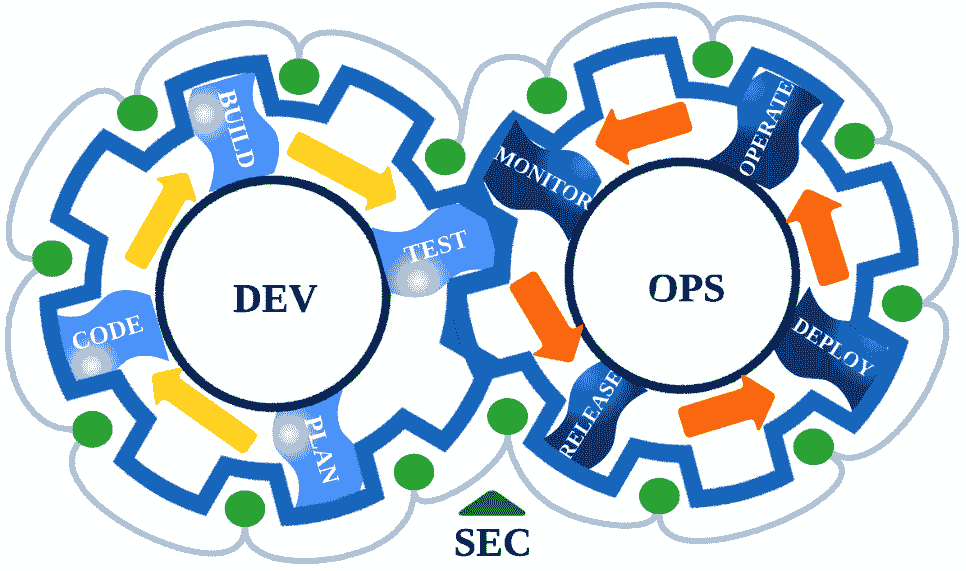 BUILD
OPERATE
MONITOR
TEST
DEV
OPS
CODE
DEPLOY
RELEASE
PLAN
SEC